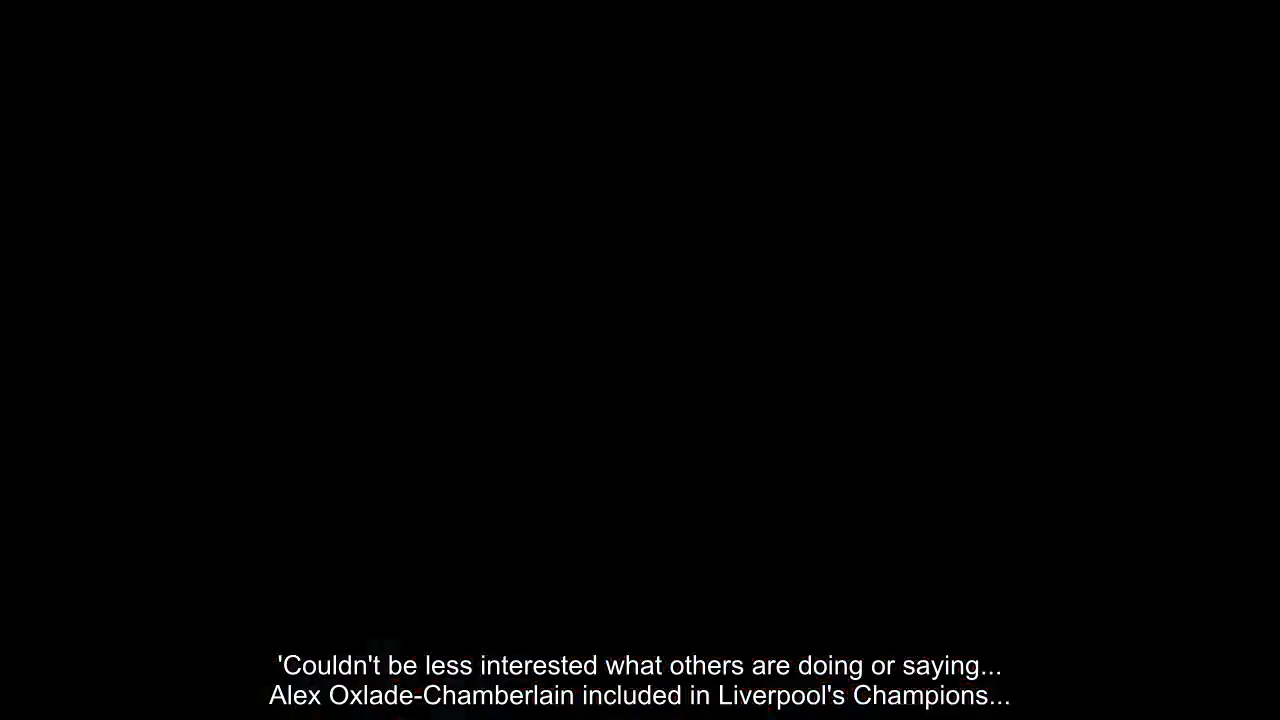 'Couldn't be less interested what others are doing or saying...
Alex Oxlade-Chamberlain included in Liverpool's Champions...